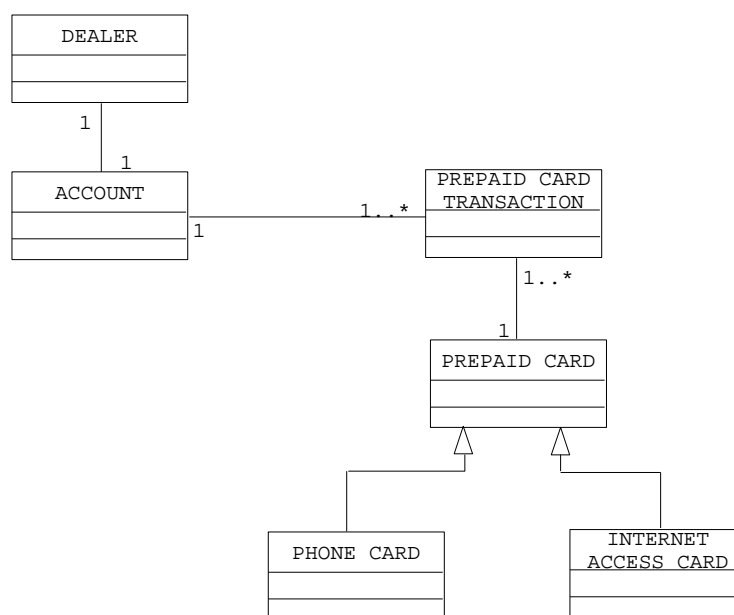 DEALER
1
1
ACCOUNT
1
1..*
PREPAID CARD
TRANSACTION
1..*
1
PREPAID CARD
PHONE CARD
INTERNET
ACCESS CARD